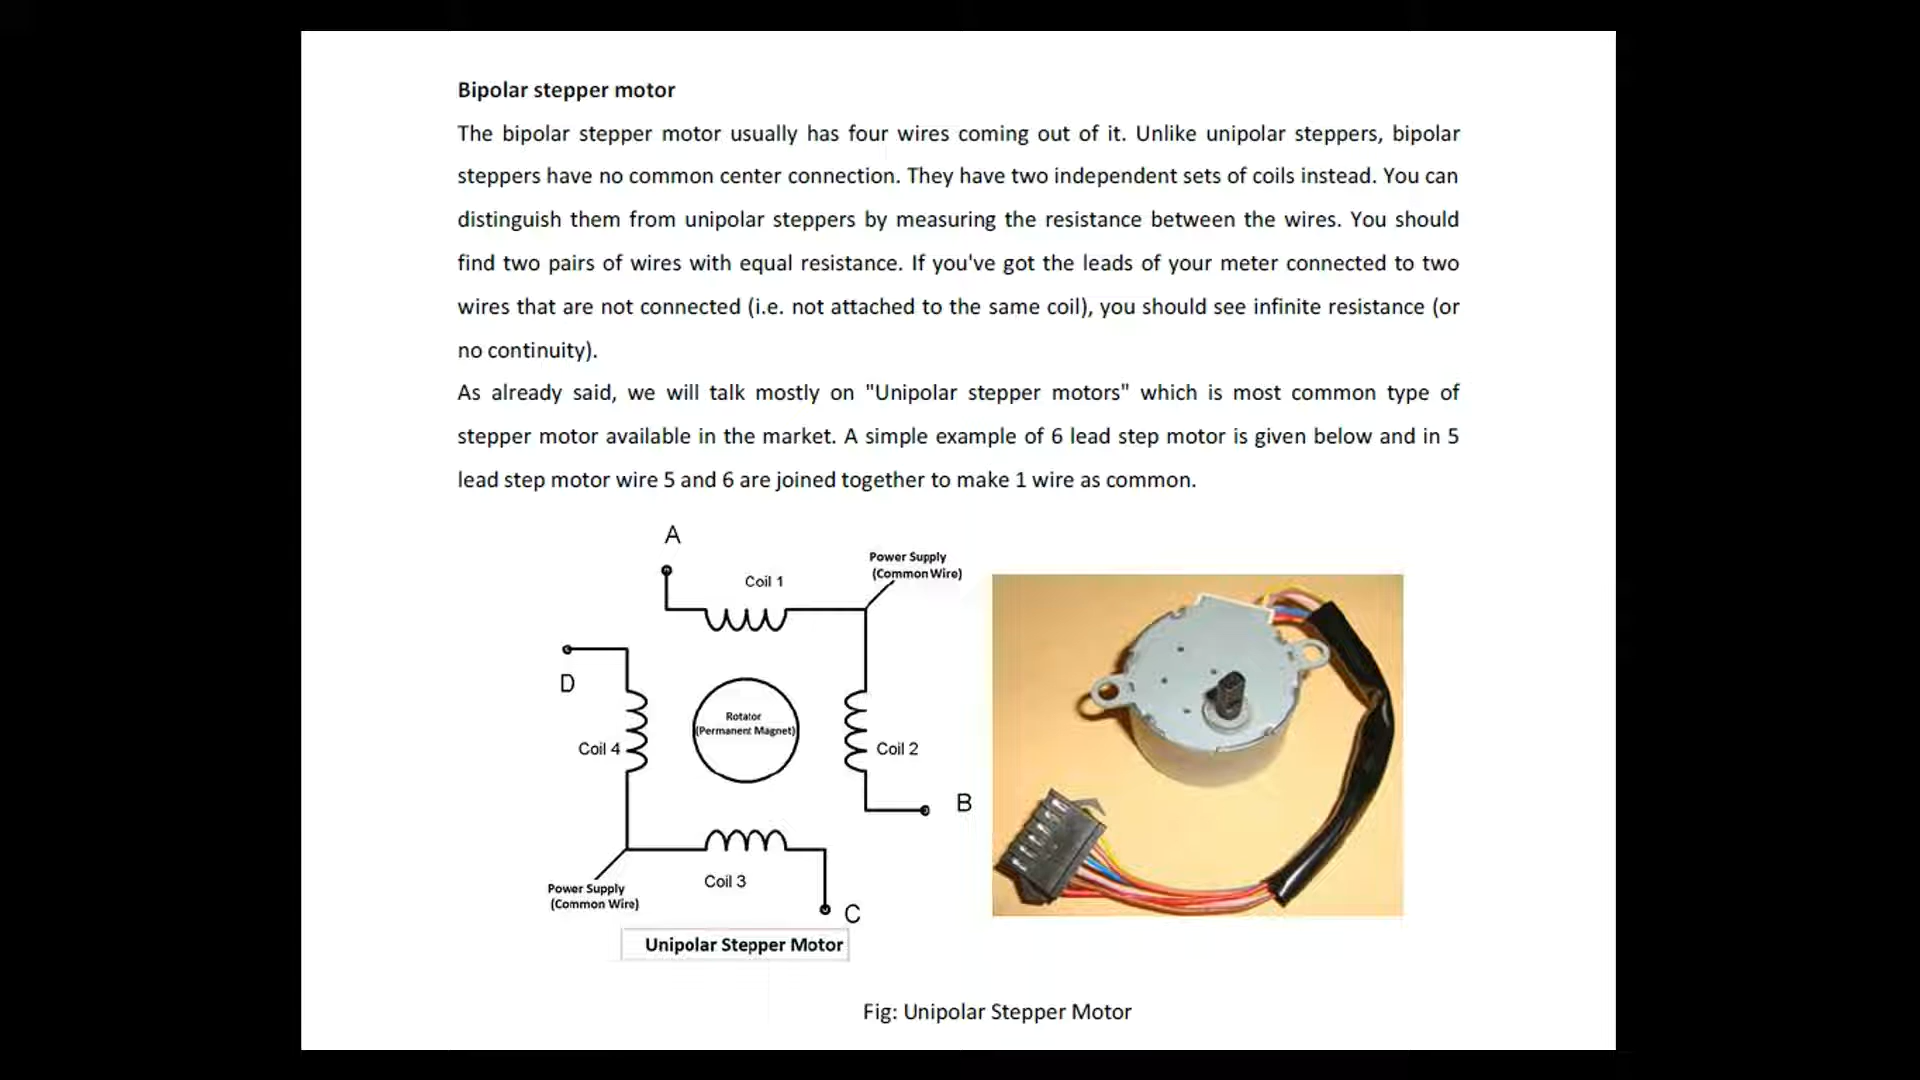 Bipolar stepper motor
The bipolar stepper motor usually has four wires coming out of it. Unlike unipolar steppers, bipolar
steppers have no common center connection. They have two independent sets of coils instead. You can
distinguish them from unipolar steppers by measuring the resistance between the wires. You should
find two pairs of wires with equal resistance. If you've got the leads of your meter connected to two
wires that are not connected (i.e. not attached to the same coil), you should see infinite resistance (or
no continuity).
As already said, we will talk mostly on "Unipolar stepper motors" which is most common type of
stepper motor available in the market. A simple example of 6 lead step motor is given below and in 5
lead step motor wire 5 and 6 are joined together to make 1 wire as common.
A
Power Supply
(Common Wire)
Coil 1
D
Rotator
(Permanent Magnet)
Coil 4
Coil 2
B
Coil 3
Power Supply
(Common Wire)
C
Unipolar Stepper Motor
Fig: Unipolar Stepper Motor